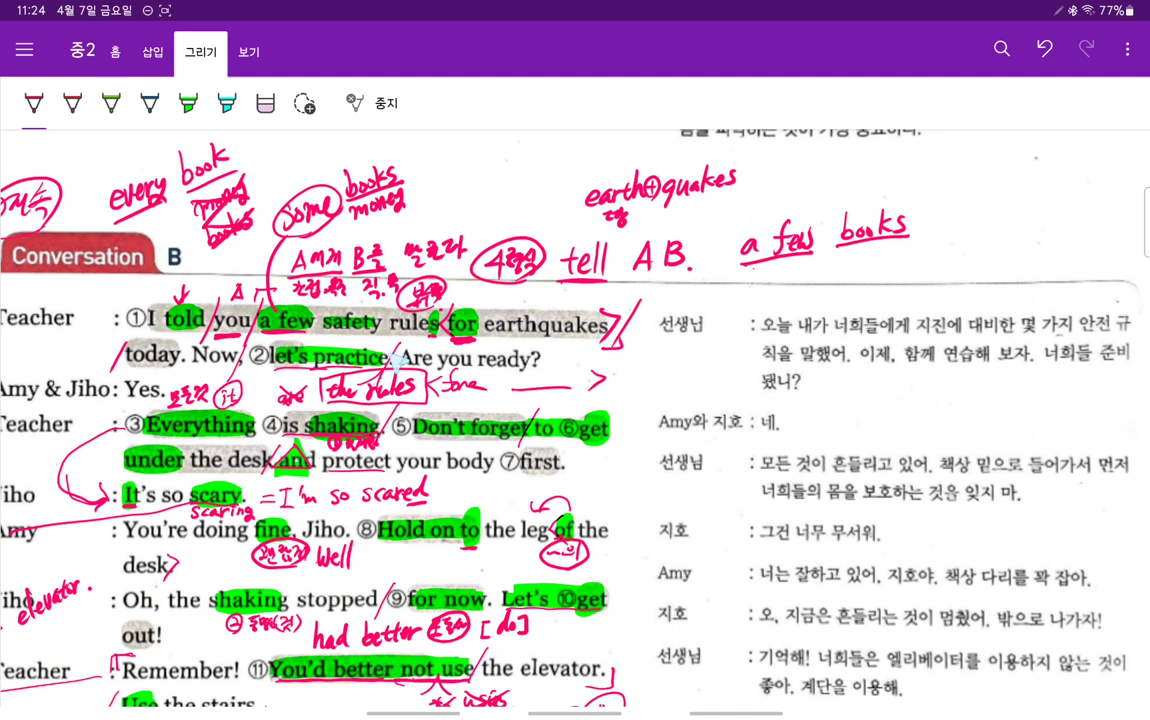 11:24 4월 7일 금요일
77%
중2 홈 삽입 그리기 보기
중지
every book
money
books
some books
money
earth+quakes
땅
A에게 B를 말하다
4형식 tell A B.
a few books
Conversation B
Teacher : ①I told you a few safety rules for earthquakes
today. Now, ②let's practice. Are you ready?
Amy & Jiho: Yes.
모든것 it the rules
Teacher : ③Everything ④is shaking. ⑤Don't forget to ⑥get
under the desk and protect your body ⑦first.
Jiho : It's so scary. = I'm so scared
scaring
Amy : You're doing fine, Jiho. ⑧Hold on to the leg of the
괜찮게 well ~의
desk.
elevator.
Jiho : Oh, the shaking stopped ⑨for now. Let's ⑩get
out!
had better [do]
Teacher : Remember! ⑪You'd better not use the elevator.
Use the stairs.
선생님 : 오늘 내가 너희들에게 지진에 대비한 몇 가지 안전 규
칙을 말했어. 이제, 함께 연습해 보자. 너희들 준비
됐니?
Amy와 지호 : 네.
선생님 : 모든 것이 흔들리고 있어. 책상 밑으로 들어가서 먼저
너희들의 몸을 보호하는 것을 잊지 마.
지호 : 그건 너무 무서워.
Amy : 너는 잘하고 있어, 지호야. 책상 다리를 꽉 잡아.
지호 : 오, 지금은 흔들리는 것이 멈췄어. 밖으로 나가자!
선생님 : 기억해! 너희들은 엘리베이터를 이용하지 않는 것이
좋아. 계단을 이용해.